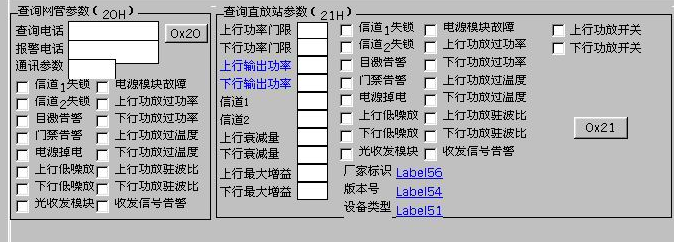 查询网管参数(20H)
查询电话
报警电话
通讯参数
0x20
信道1失锁 电源模块故障
信道2失锁 上行功放过功率
自激告警 下行功放过功率
门禁告警 上行功放过温度
电源掉电 下行功放过温度
上行低噪放 上行功放驻波比
下行低噪放 下行功放驻波比
光收发模块 收发信号告警
查询直放站参数(21H)
上行功率门限
下行功率门限
上行输出功率
下行输出功率
信道1
信道2
上行衰减量
下行衰减量
上行最大增益
下行最大增益
信道1失锁 电源模块故障
信道2失锁 上行功放过功率
自激告警 下行功放过功率
门禁告警 上行功放过温度
电源掉电 下行功放过温度
上行低噪放 上行功放驻波比
下行低噪放 下行功放驻波比
光收发模块 收发信号告警
厂家标识 Label56
版本号 Label54
设备类型 Label51
上行功放开关
下行功放开关
0x21